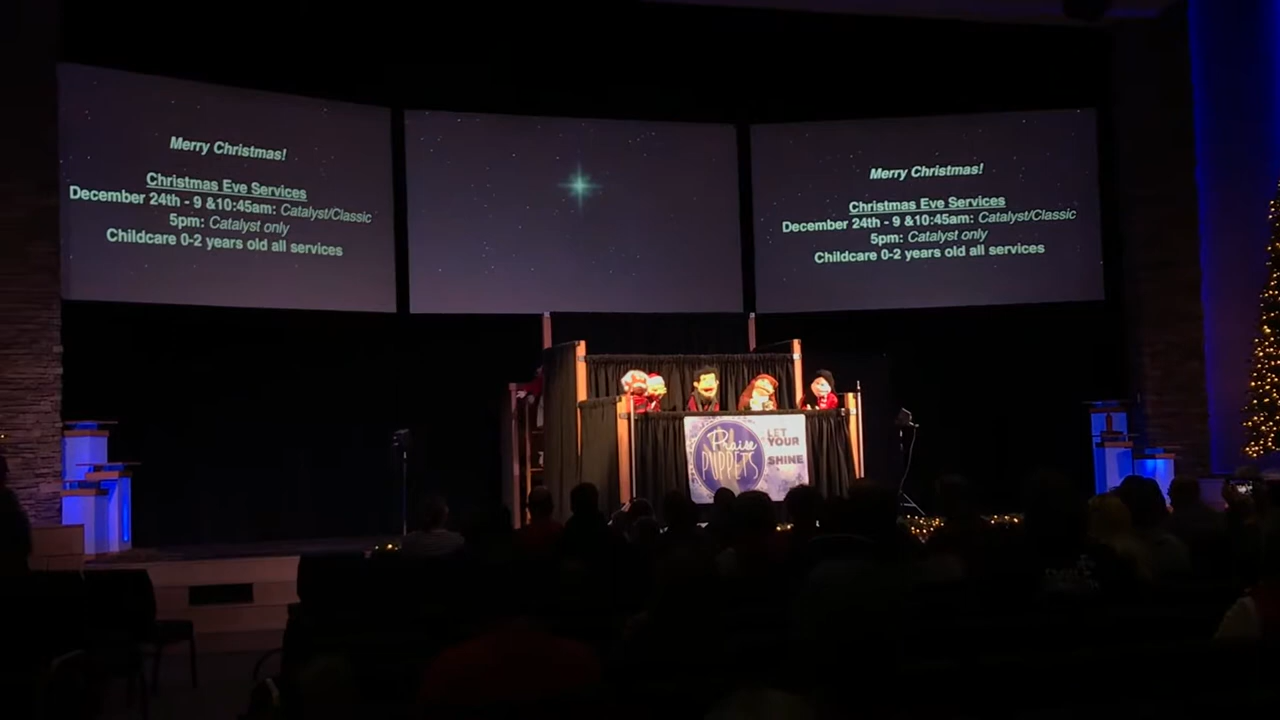 Merry Christmas!
Christmas Eve Services
December 24th - 9 &10:45am: Catalyst/Classic
5pm: Catalyst only
Childcare 0-2 years old all services
Merry Christmas!
Christmas Eve Services
December 24th - 9 &10:45am: Catalyst/Classic
5pm: Catalyst only
Childcare 0-2 years old all services
Praise
PUPPETS
LET
YOUR
SHINE